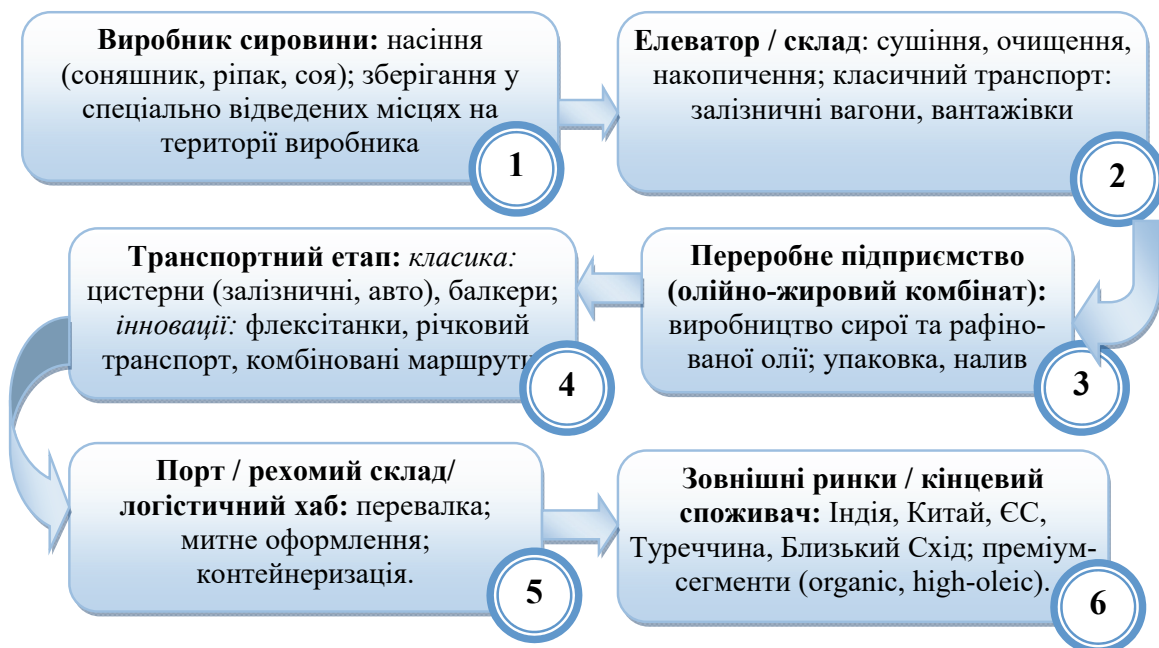 Виробник сировини: насіння
(соняшник, ріпак, соя); зберігання у
спеціально відведених місцях на
території виробника
1
Елеватор / склад: сушіння, очищення,
накопичення; класичний транспорт:
залізничні вагони, вантажівки
2
Переробне підприємство
(олійно-жировий комбінат):
виробництво сирої та рафіно-
ваної олії; упаковка, налив
3
Транспортний етап: класика:
цистерни (залізничні, авто), балкери;
інновації: флексітанки, річковий
транспорт, комбіновані маршрути
4
Порт / рехомий склад/
логістичний хаб: перевалка;
митне оформлення;
контейнеризація.
5
Зовнішні ринки / кінцевий
споживач: Індія, Китай, ЄС,
Туреччина, Близький Схід; преміум-
сегменти (organic, high-oleic).
6